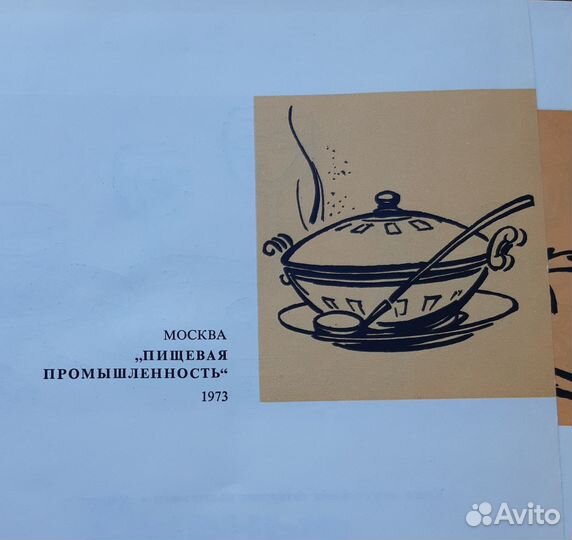 МОСКВА
„ПИЩЕВАЯ
ПРОМЫШЛЕННОСТЬ“
1973
Avito